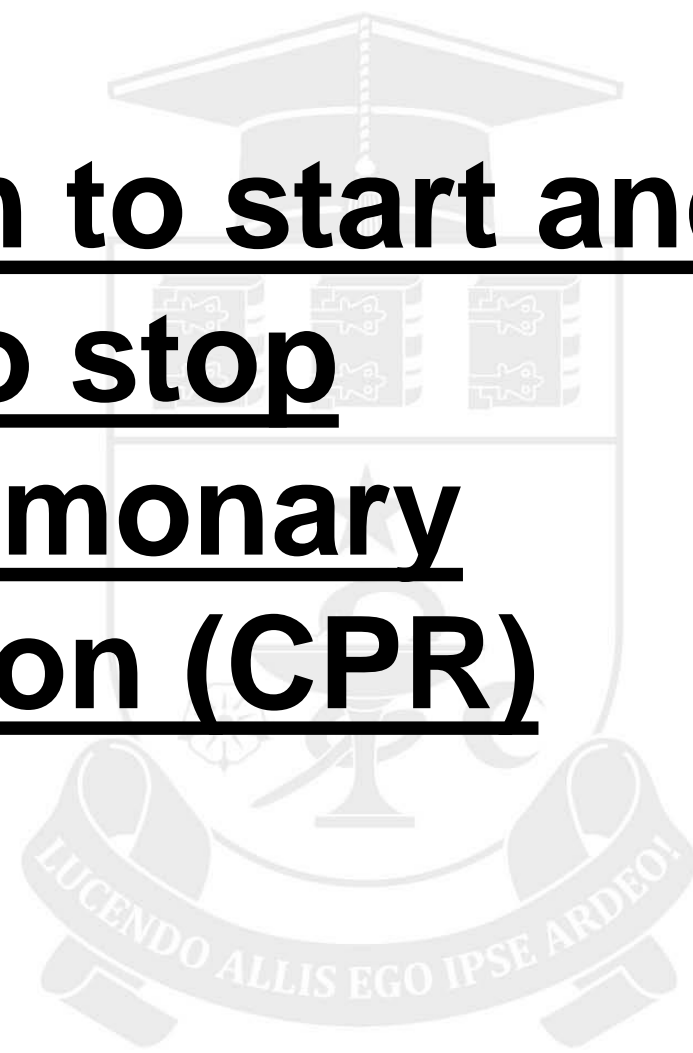 n to start and
o stop
monary
on (CPR)
LUCENDO ALLIS EGO IPSE ARDEO!